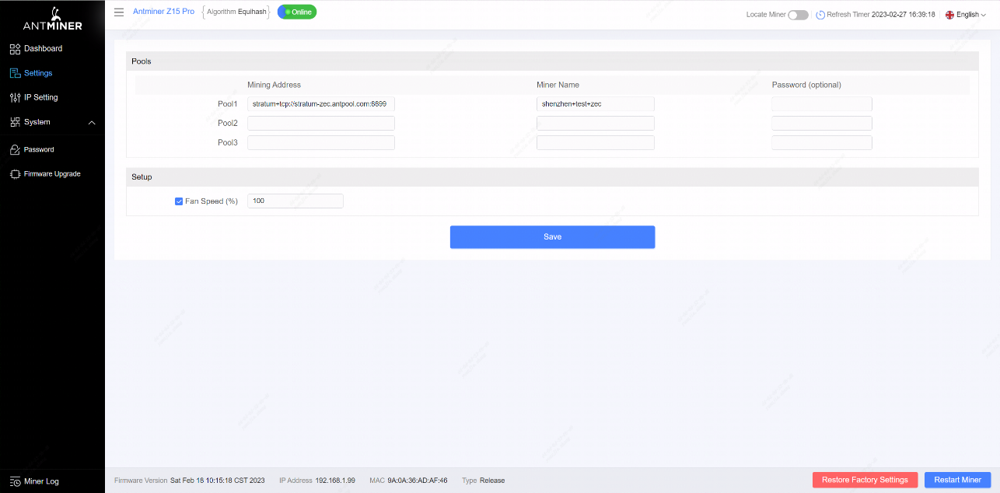 ANTMINER
Antminer Z15 Pro Algorithm Equihash Online
Locate Miner Refresh Timer 2023-02-27 16:39:18 English
Dashboard
Settings
IP Setting
System
Password
Firmware Upgrade
Miner Log
Pools
Mining Address Miner Name Password (optional)
Pool1 stratum+tcp://stratum-zec.antpool.com:8899 shenzhen+test+zec
Pool2
Pool3
Setup
Fan Speed (%) 100
Save
Firmware Version Sat Feb 18 10:15:18 CST 2023 IP Address 192.168.1.99 MAC 9A:0A:36:AD:AF:46 Type Release
Restore Factory Settings Restart Miner